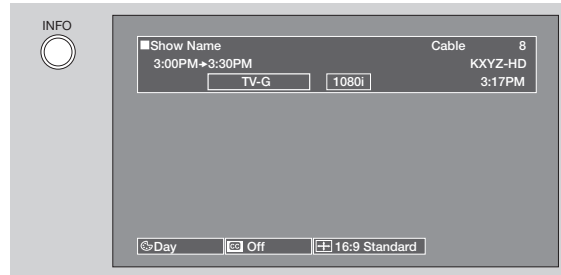 INFO
■Show Name Cable 8
3:00PM→3:30PM KXYZ-HD
TV-G 1080i 3:17PM
Day CC Off 16:9 Standard